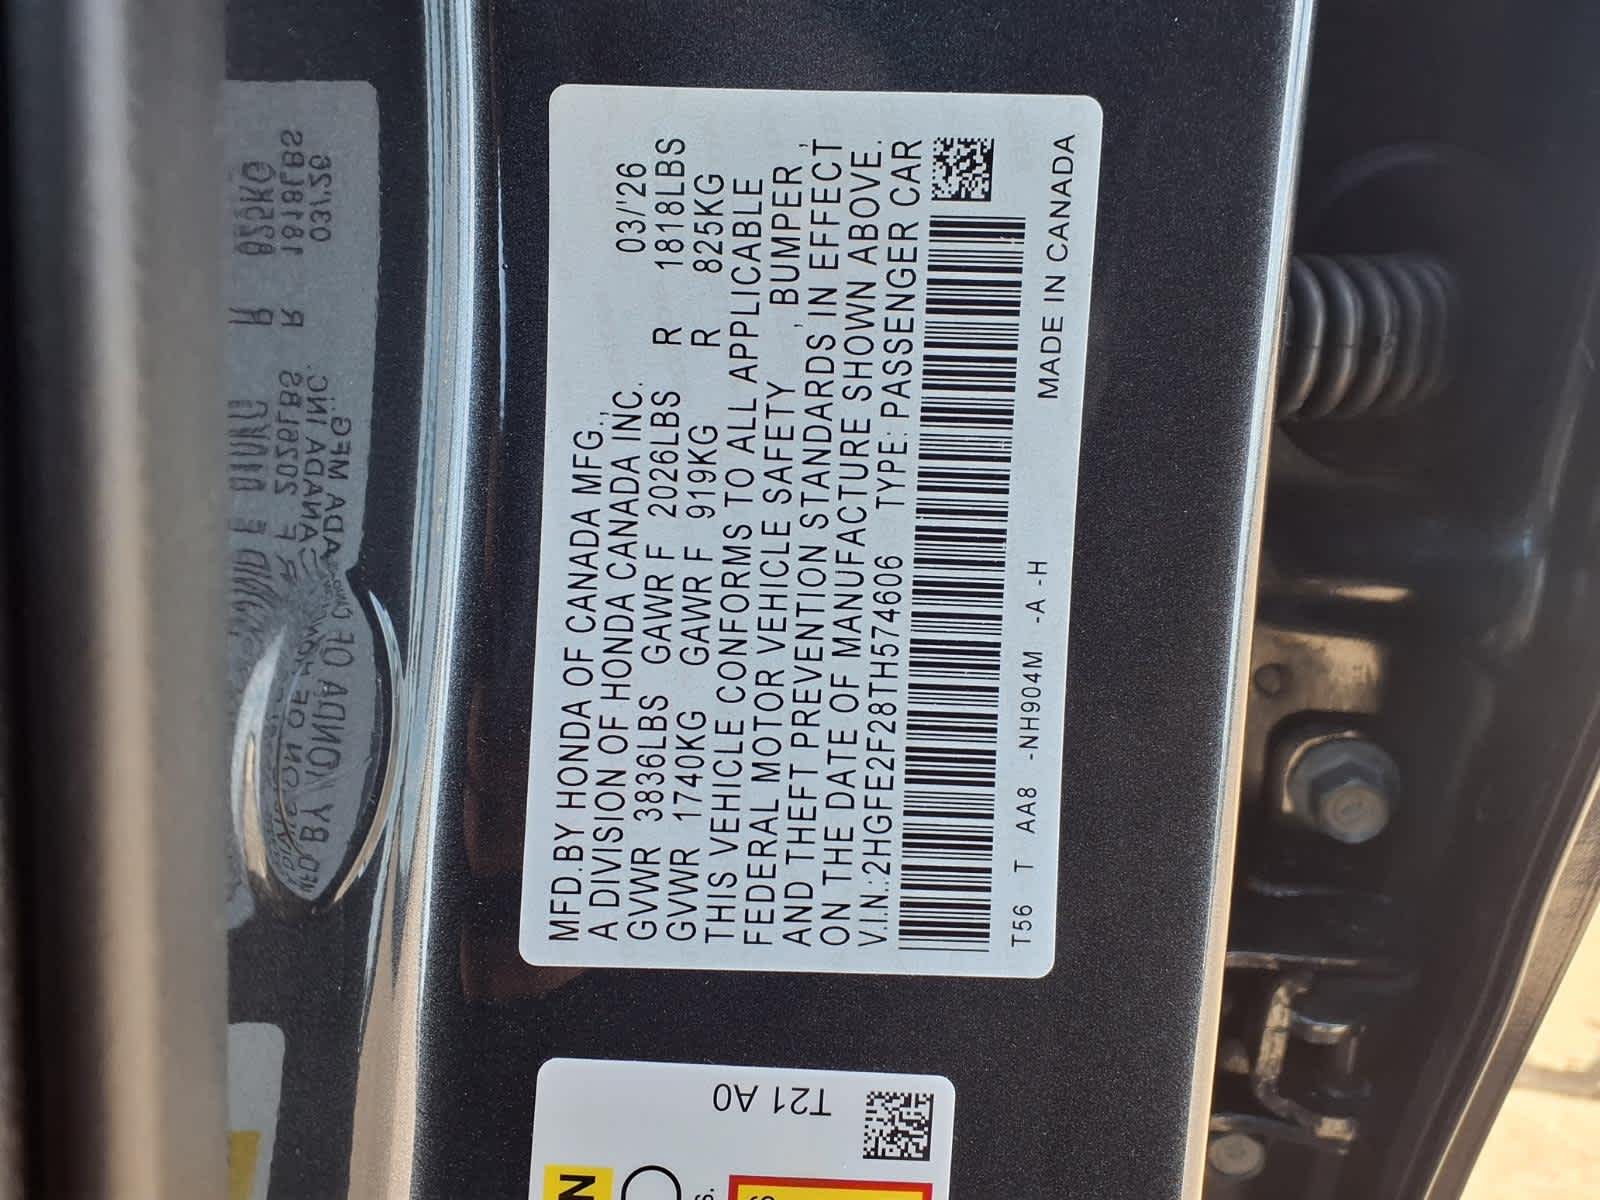 MFD.BY HONDA OF CANADA MFG.,
A DIVISION OF HONDA CANADA INC. 03/'26
GVWR 3836LBS GAWR F 2026LBS R 1818LBS
GVWR 1740KG GAWR F 919KG R 825KG
THIS VEHICLE CONFORMS TO ALL APPLICABLE
FEDERAL MOTOR VEHICLE SAFETY , BUMPER,
AND THEFT PREVENTION STANDARDS IN EFFECT
ON THE DATE OF MANUFACTURE SHOWN ABOVE.
V.I.N.:2HGFE2F28TH574606 TYPE: PASSENGER CAR
T56 T AA8 -NH904M -A -H MADE IN CANADA
T21 A0